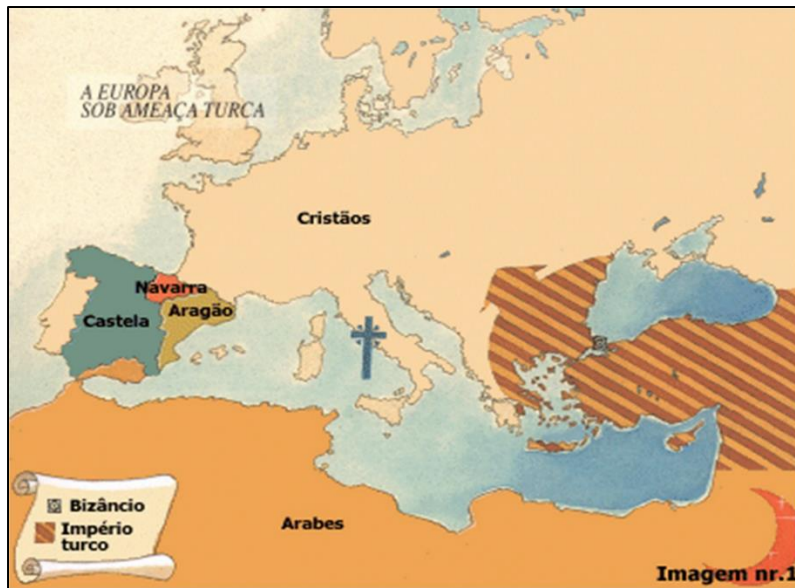 A EUROPA
SOB AMEAÇA TURCA
Cristãos
Navarra
Aragão
Castela
Bizâncio
Império
turco
Arabes
Imagem nr.1